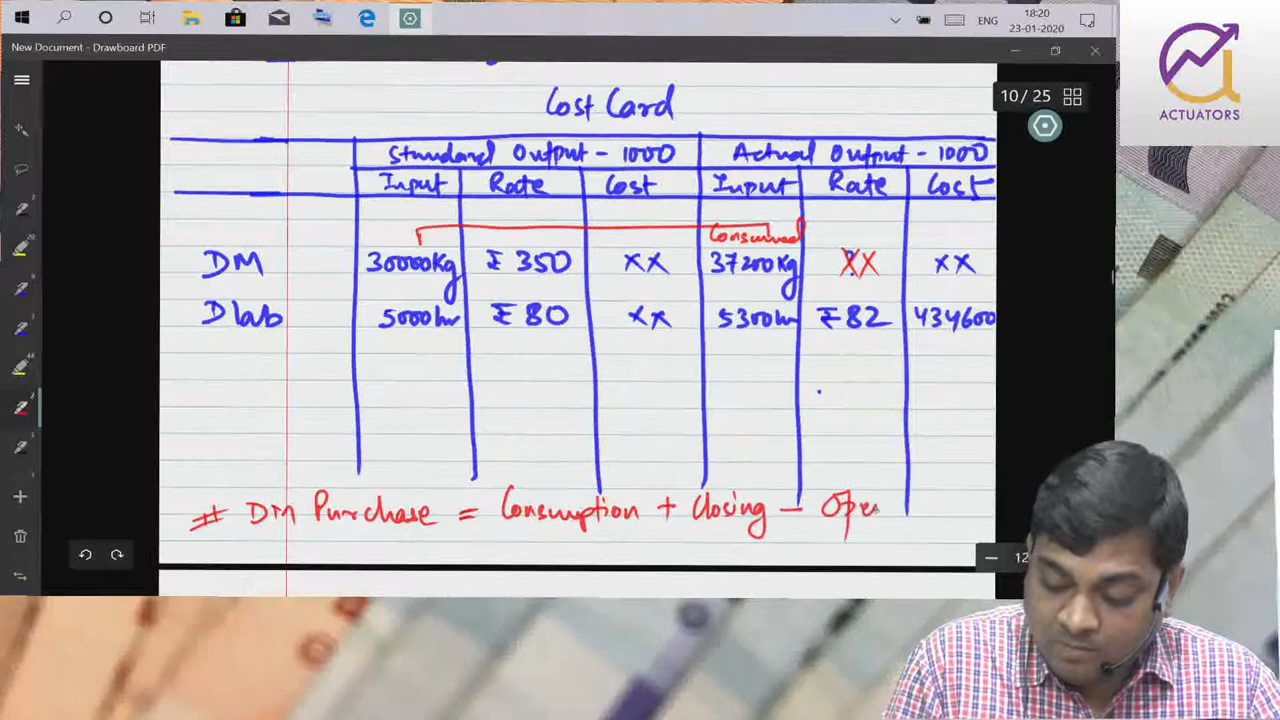 18:20
ENG
23-01-2020
New Document - Drawboard PDF
10 / 25
ACTUATORS
Cost Card
Standard Output - 1000 Actual Output - 1000
Input Rate Cost Input Rate Cost
Consumed
DM 30000Kg ₹ 350 xx 37200Kg XX xx
D lab 5000hr ₹ 80 xx 5300hr ₹ 82 434600
# DM Purchase = Consumption + Closing - Ope
12